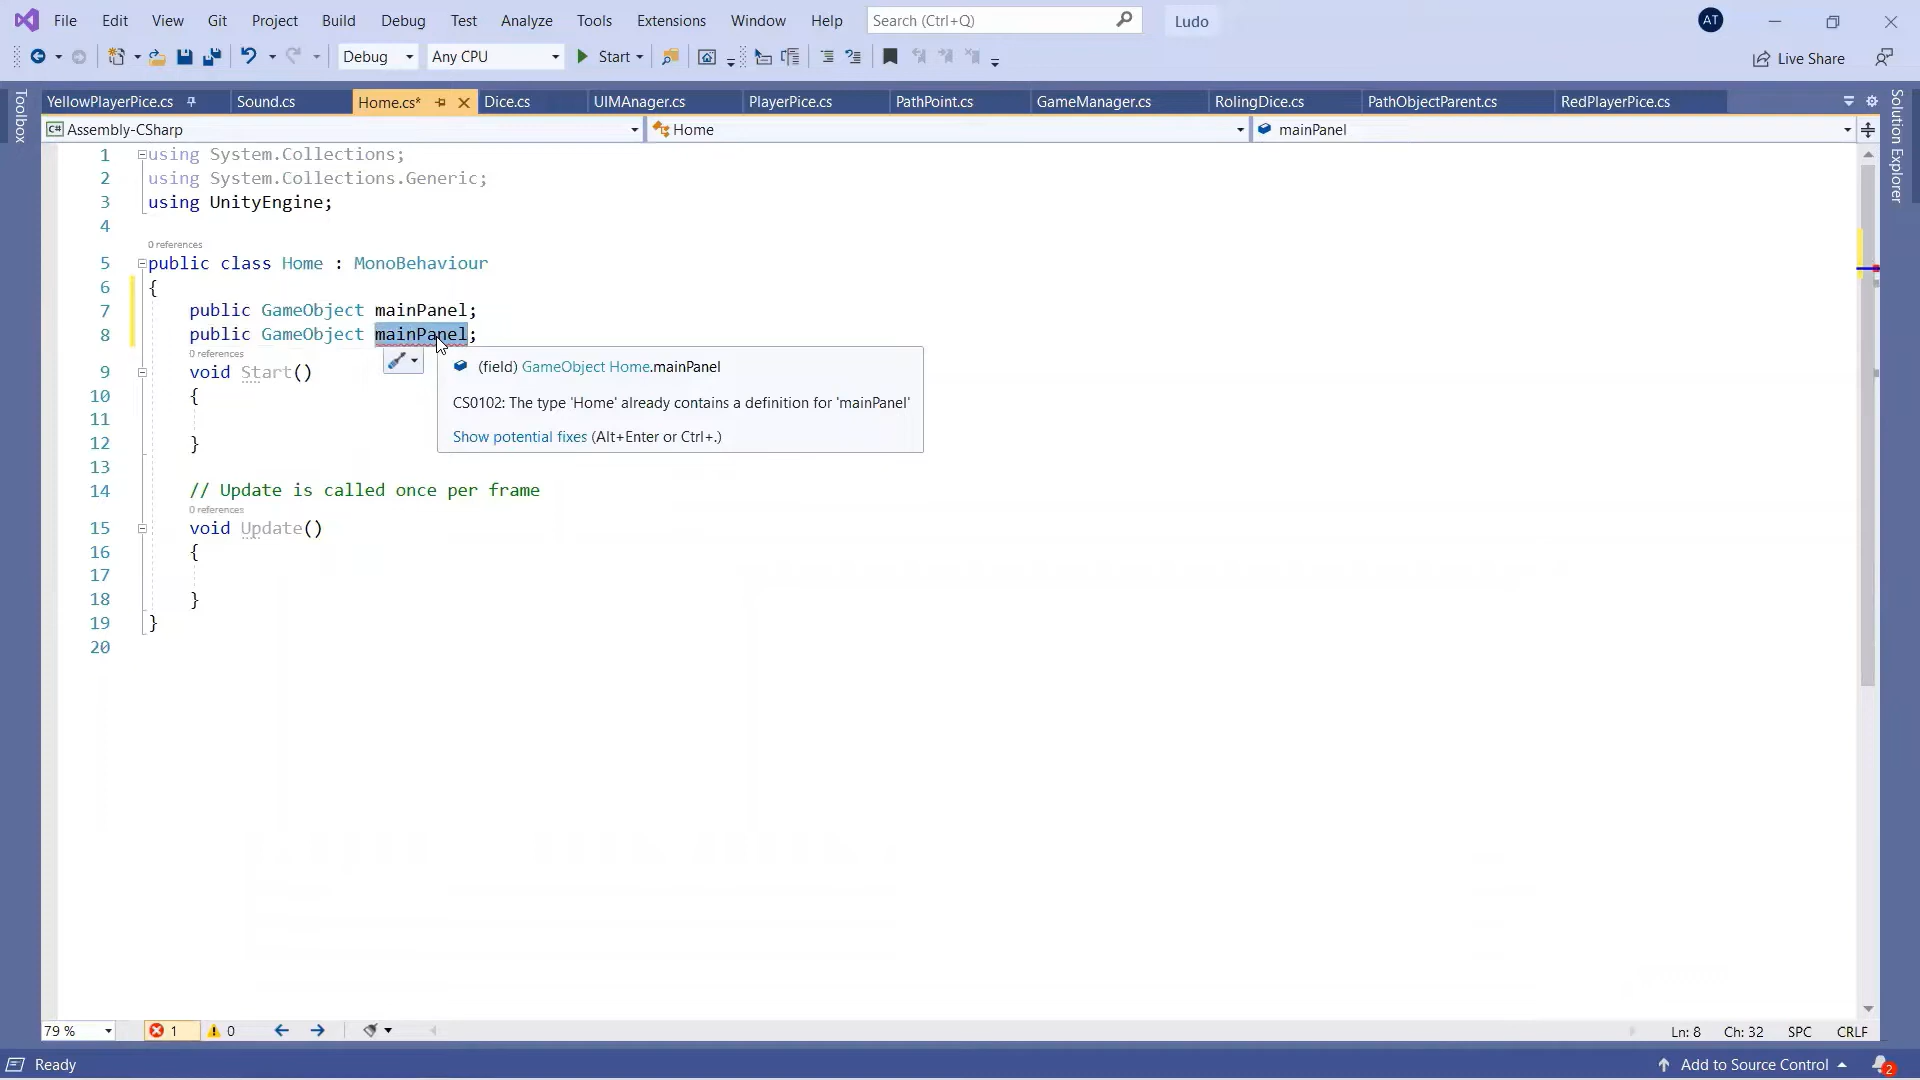 File Edit View Git Project Build Debug Test Analyze Tools Extensions Window Help Search (Ctrl+Q) Ludo AT
Debug Any CPU Start Live Share
YellowPlayerPice.cs Sound.cs Home.cs* Dice.cs UIMAnager.cs PlayerPice.cs PathPoint.cs GameManager.cs RolingDice.cs PathObjectParent.cs RedPlayerPice.cs
Toolbox
Solution Explorer
C# Assembly-CSharp Home mainPanel
1 using System.Collections;
2 using System.Collections.Generic;
3 using UnityEngine;
4
0 references
5 public class Home : MonoBehaviour
6 {
7 public GameObject mainPanel;
8 public GameObject mainPanel;
0 references
9 void Start()
10 {
11
12 }
13
14 // Update is called once per frame
0 references
15 void Update()
16 {
17
18 }
19 }
20
(field) GameObject Home.mainPanel
CS0102: The type 'Home' already contains a definition for 'mainPanel'
Show potential fixes (Alt+Enter or Ctrl+.)
79 % 1 0 Ln: 8 Ch: 32 SPC CRLF
Ready Add to Source Control 2